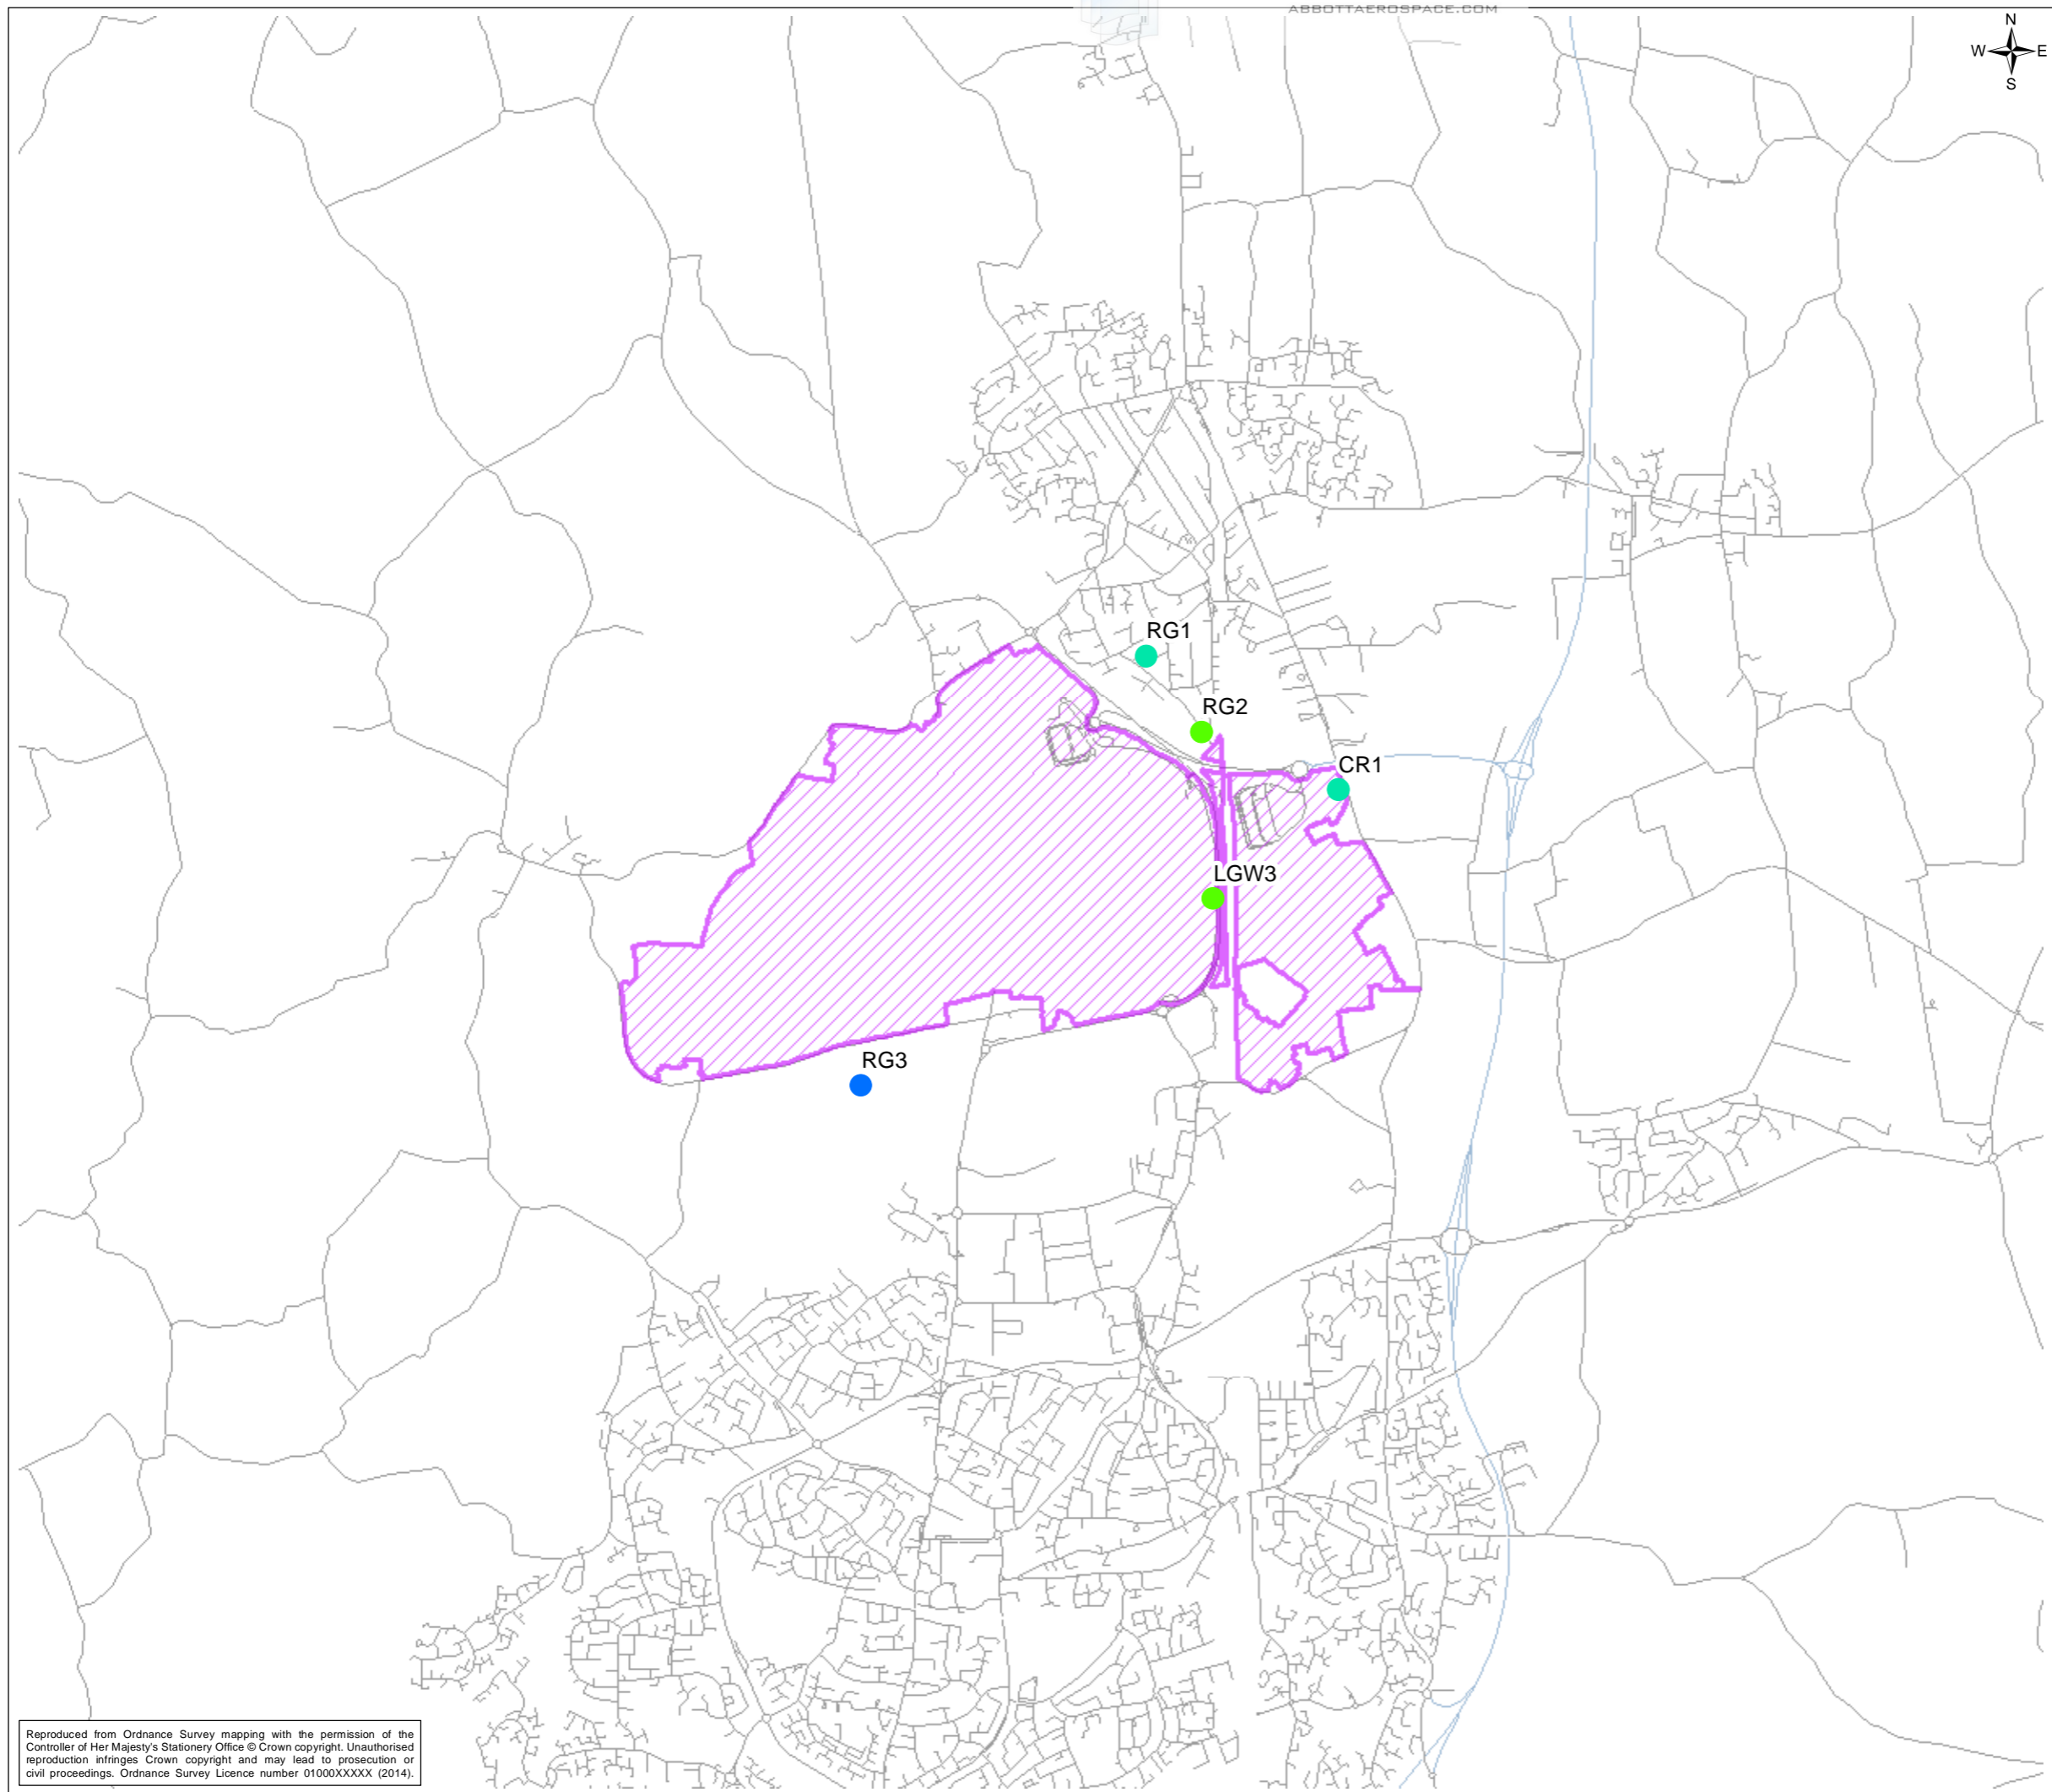 ABBOTTAEROSPACE.COM
N
W E
S
RG1
RG2
CR1
LGW3
RG3
Reproduced from Ordnance Survey mapping with the permission of the
Controller of Her Majesty's Stationery Office © Crown copyright. Unauthorised
reproduction infringes Crown copyright and may lead to prosecution or
civil proceedings. Ordnance Survey Licence number 01000XXXXX (2014).